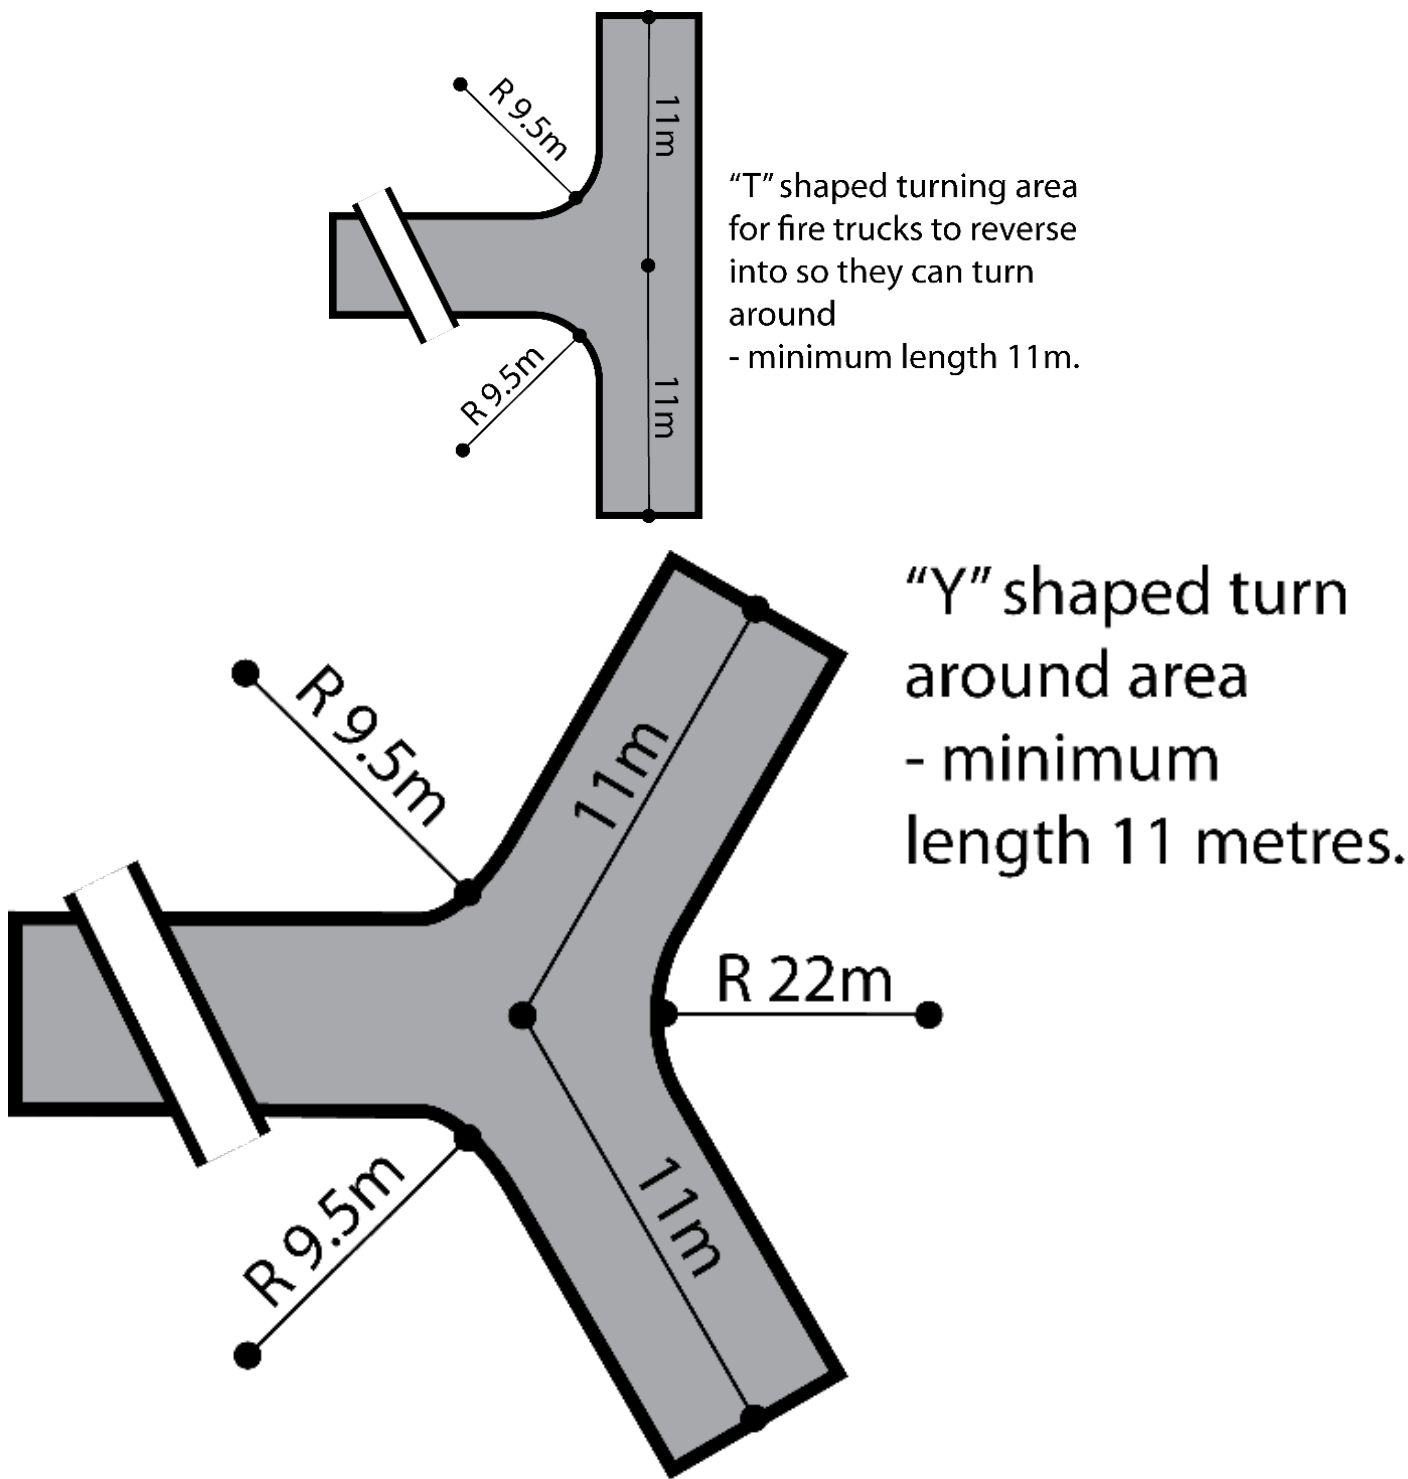 R 9.5m
11m
“T” shaped turning area
for fire trucks to reverse
into so they can turn
around
- minimum length 11m.
R 9.5m
11m
“Y” shaped turn
around area
- minimum
length 11 metres.
R 9.5m
11m
R 22m
R 9.5m
11m